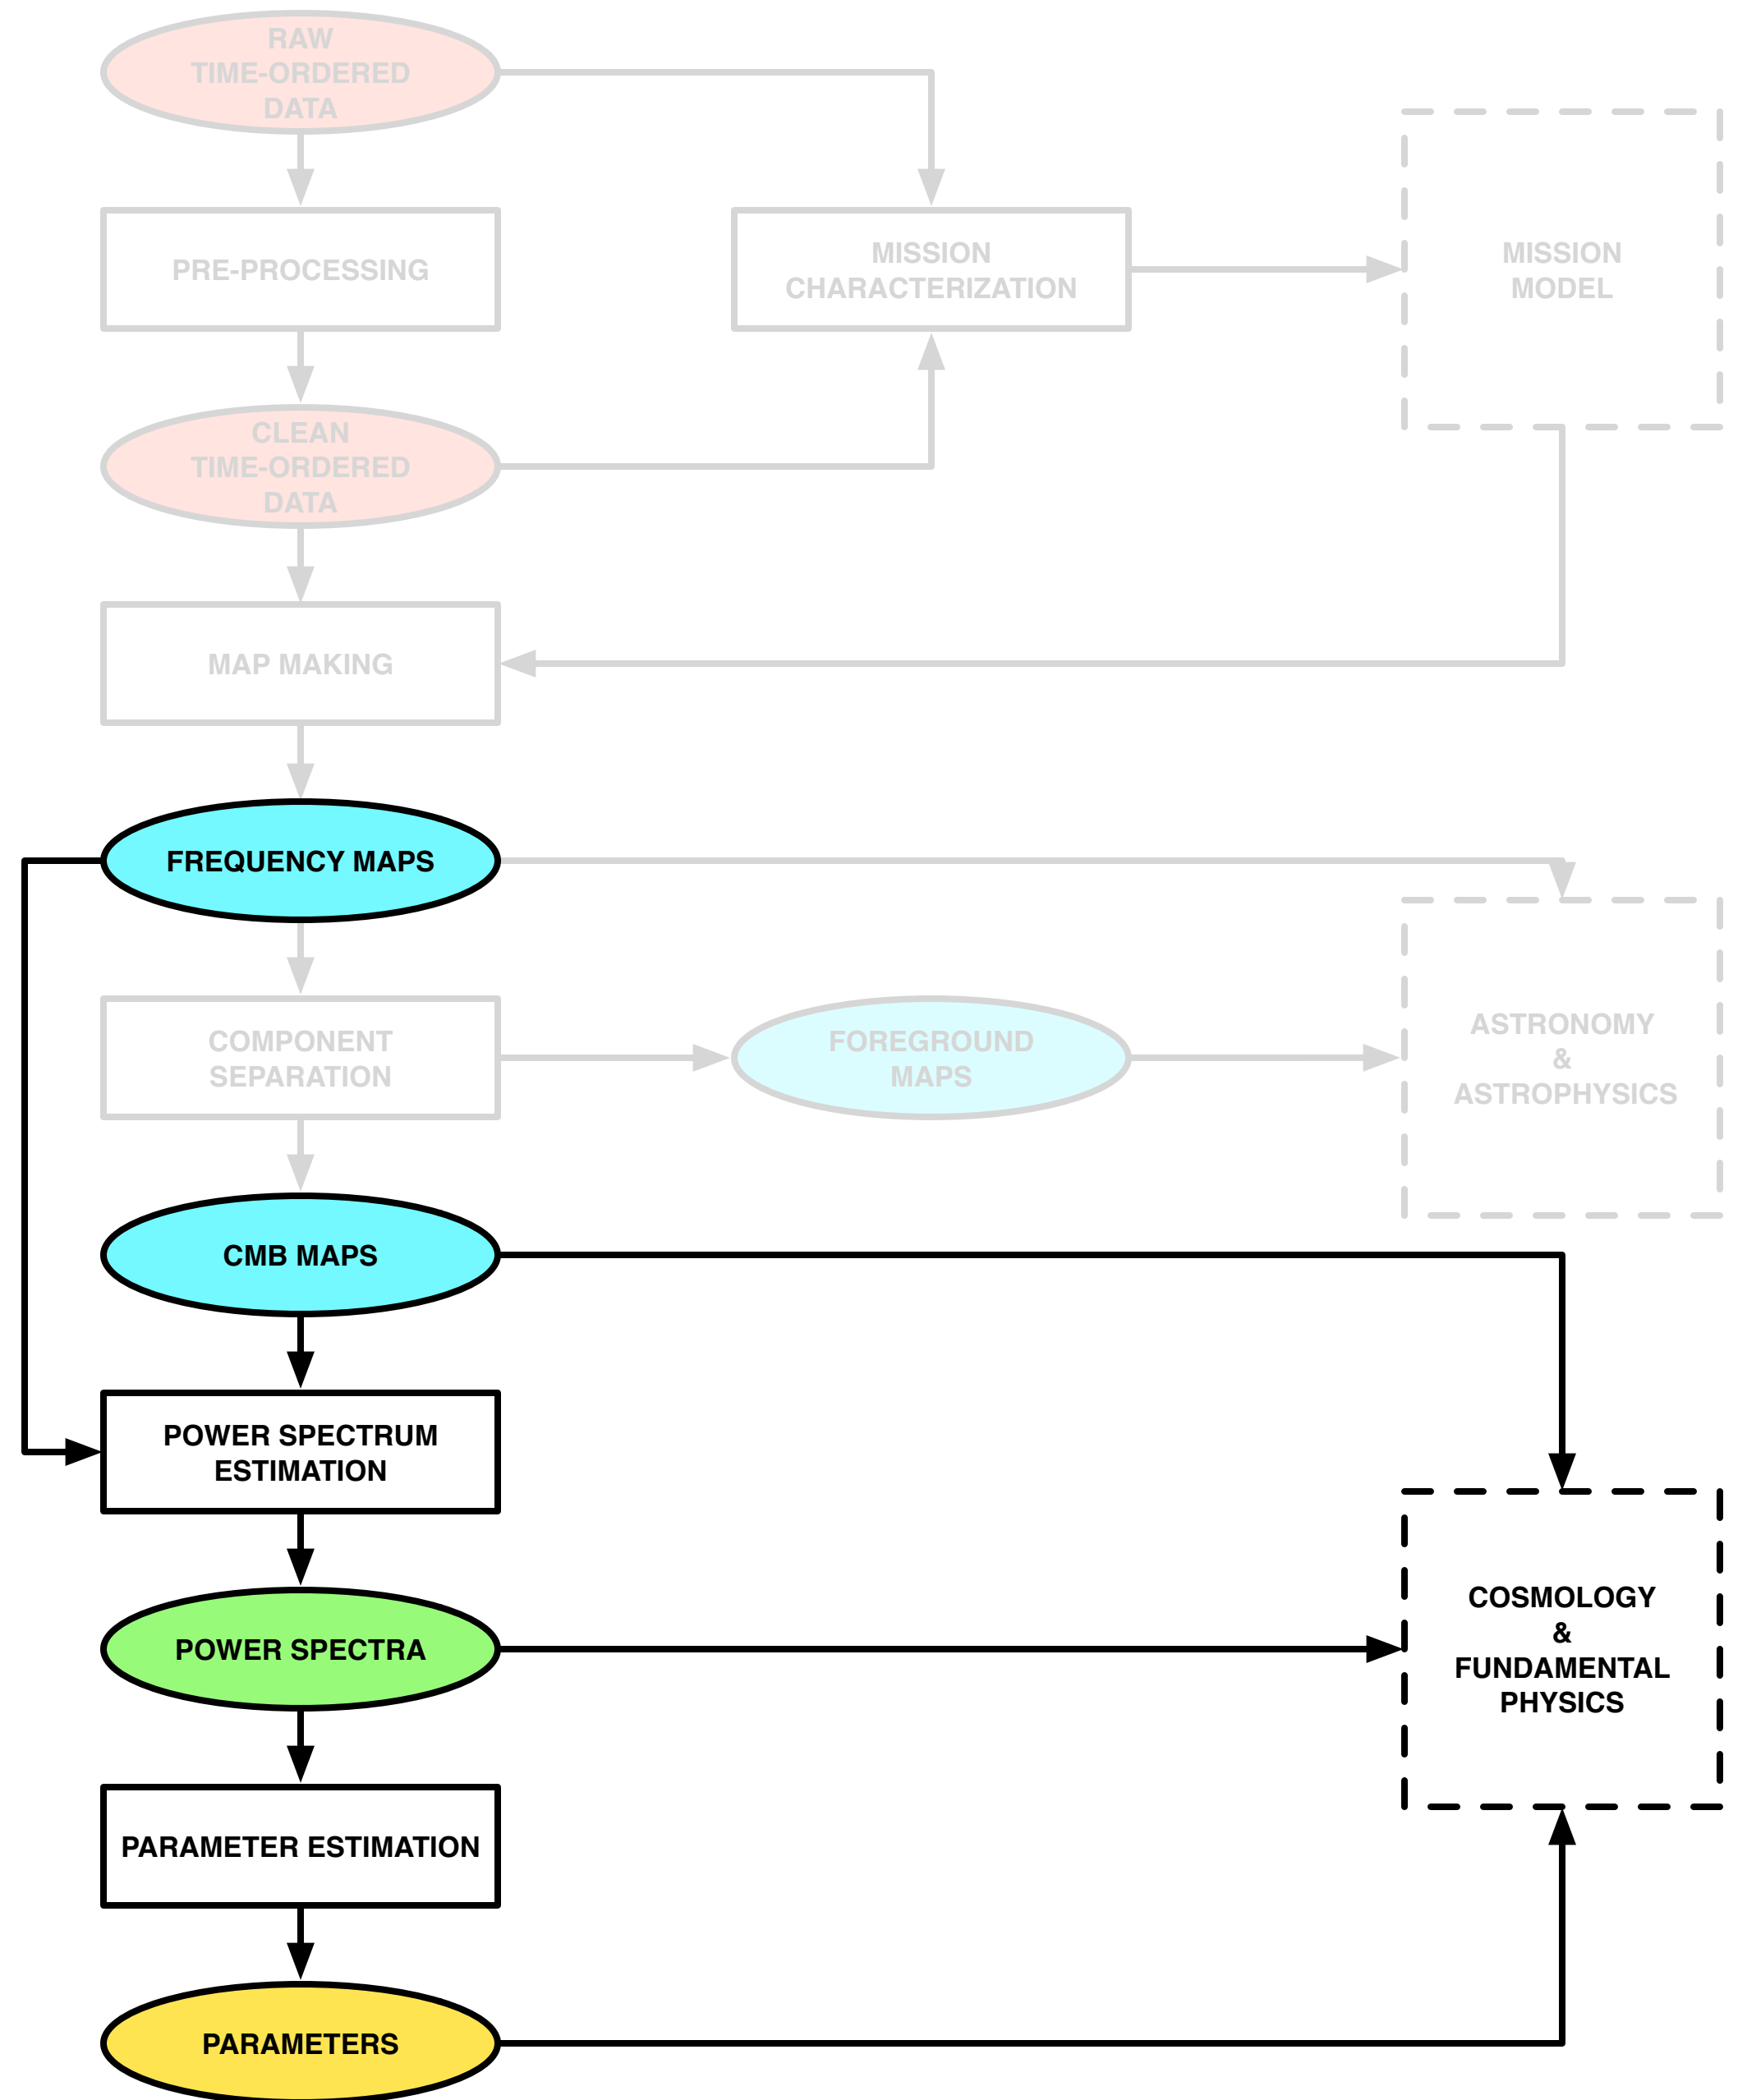 RAW
TIME-ORDERED
DATA
PRE-PROCESSING
MISSION
CHARACTERIZATION
MISSION
MODEL
CLEAN
TIME-ORDERED
DATA
MAP MAKING
FREQUENCY MAPS
COMPONENT
SEPARATION
FOREGROUND
MAPS
ASTRONOMY
&
ASTROPHYSICS
CMB MAPS
POWER SPECTRUM
ESTIMATION
POWER SPECTRA
COSMOLOGY
&
FUNDAMENTAL
PHYSICS
PARAMETER ESTIMATION
PARAMETERS